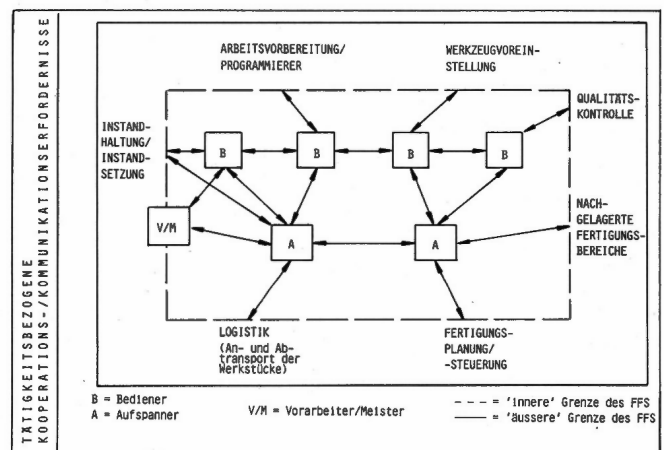 TÄTIGKEITSBEZOGENE
KOOPERATIONS-/KOMMUNIKATIONSERFORDERNISSE
ARBEITSVORBEREITUNG/
PROGRAMMIERER
WERKZEUGVOREIN-
STELLUNG
QUALITÄTS-
KONTROLLE
INSTAND-
HALTUNG/
INSTAND-
SETZUNG
B
B
B
B
V/M
A
A
NACH-
GELAGERTE
FERTIGUNGS-
BEREICHE
LOGISTIK
(An- und Ab-
transport der
Werkstücke)
FERTIGUNGS-
PLANUNG/
-STEUERUNG
B = Bediener
A = Aufspanner
V/M = Vorarbeiter/Meister
--- = 'innere' Grenze des FFS
—— = 'äussere' Grenze des FFS